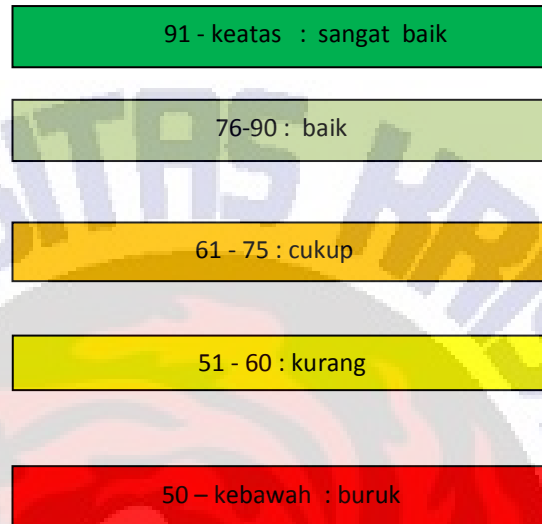 91 - keatas : sangat baik
76-90 : baik
61 - 75 : cukup
51 - 60 : kurang
50 – kebawah : buruk